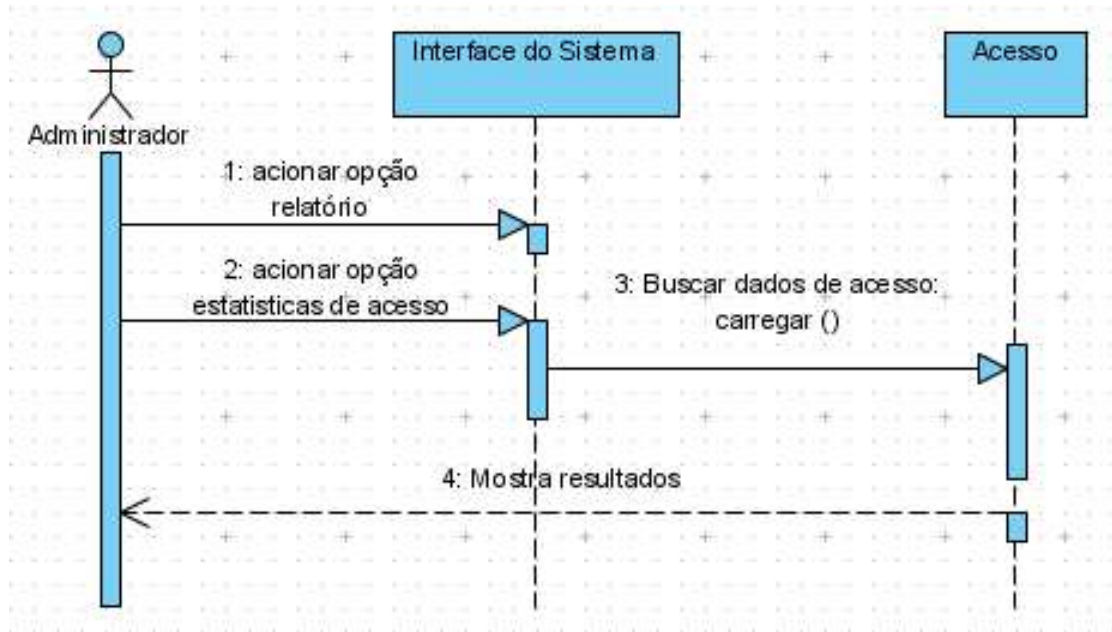 Interface do Sistema
Acesso
Administrador
1: acionar opção
relatório
2: acionar opção
estatisticas de acesso
3: Buscar dados de acesso:
carregar ()
4: Mostra resultados